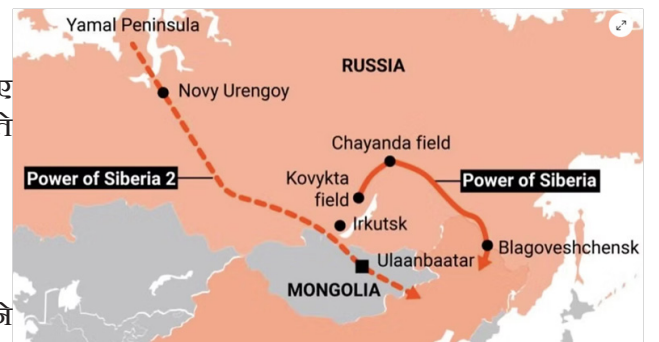 Yamal Peninsula
RUSSIA
ए
Novy Urengoy
ते
Chayanda field
Power of Siberia 2
Kovykta
field
Power of Siberia
Irkutsk
Blagoveshchensk
Ulaanbaatar
MONGOLIA
ने